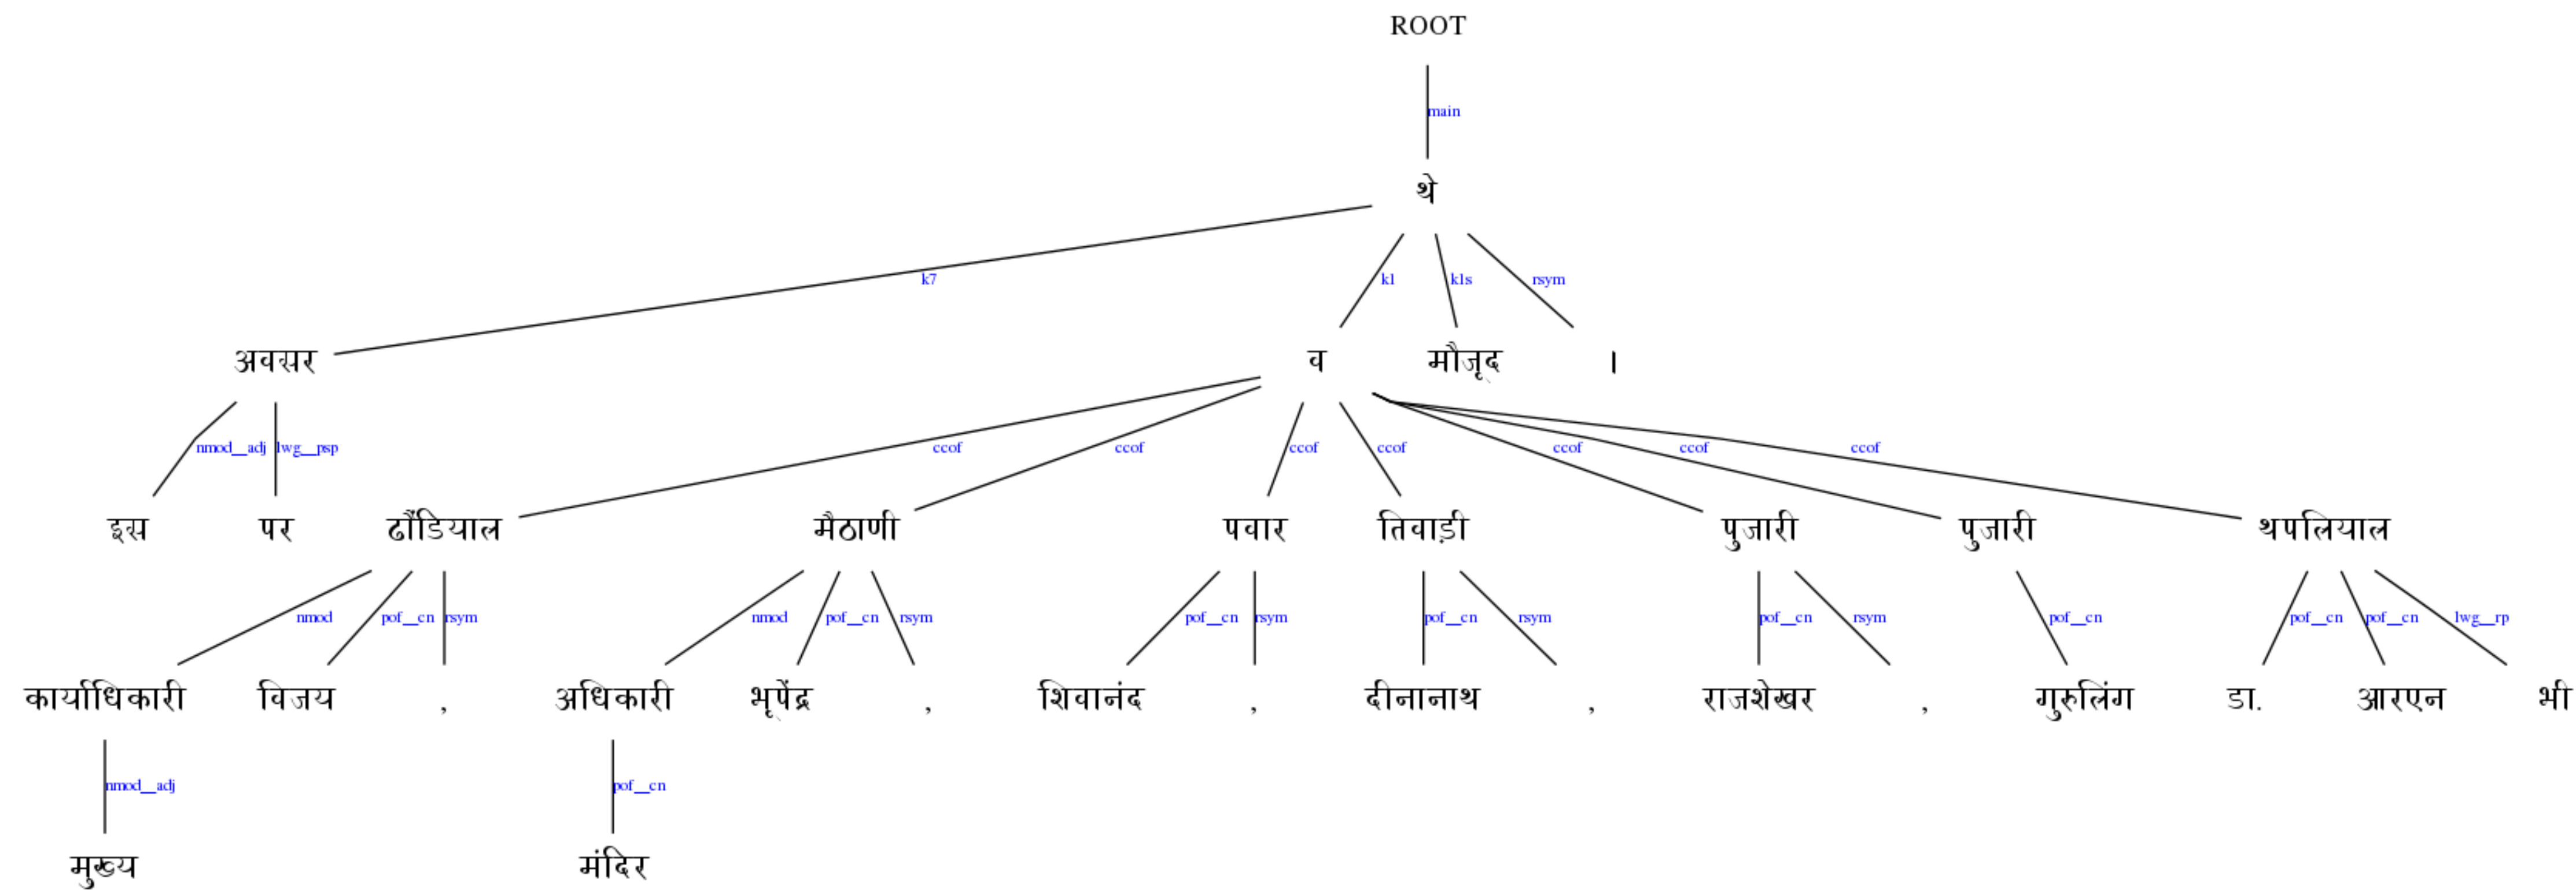 ROOT
main
थे
k7 k1 k1s rsym
अवसर व मौजूद ।
nmod__adj lwg__psp ccof ccof ccof ccof ccof ccof ccof
इस पर ढौंडियाल मैठाणी पवार तिवाड़ी पुजारी पुजारी थपलियाल
nmod pof__cn rsym nmod pof__cn rsym pof__cn rsym pof__cn rsym pof__cn rsym pof__cn pof__cn pof__cn lwg__rp
कार्याधिकारी विजय , अधिकारी भूपेंद्र , शिवानंद , दीनानाथ , राजशेखर , गुरुलिंग डा. आरएन भी
nmod__adj pof__cn
मुख्य मंदिर